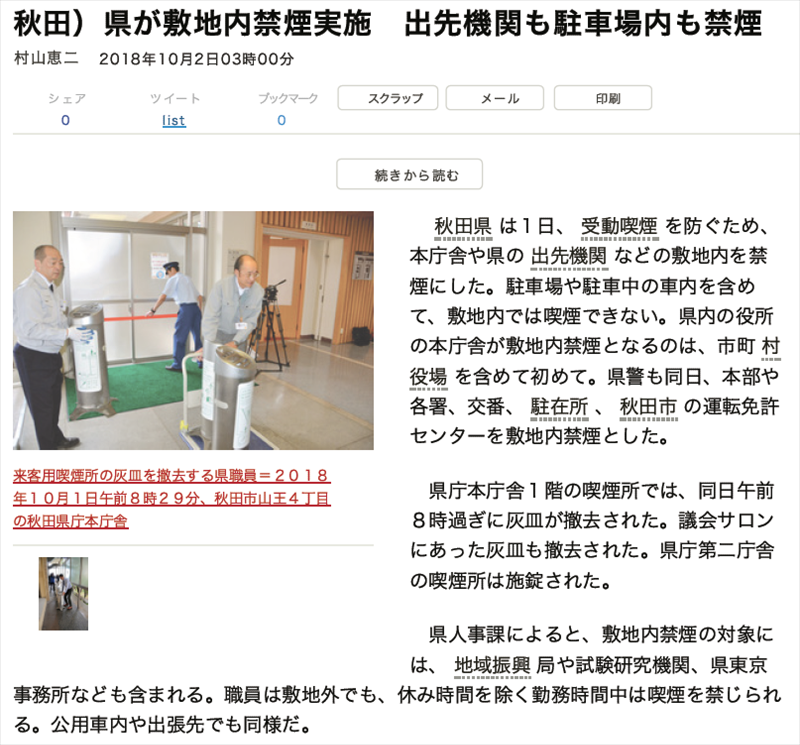 秋田）県が敷地内禁煙実施　出先機関も駐車場内も禁煙
村山恵二　2018年10月2日03時00分
シェア　ツイート　ブックマーク　スクラップ　メール　印刷
0　list　0
続きから読む
秋田県 は１日、 受動喫煙 を防ぐため、
本庁舎や県の 出先機関 などの敷地内を禁
煙にした。駐車場や駐車中の車内を含め
て、敷地内では喫煙できない。県内の役所
の本庁舎が敷地内禁煙となるのは、市町 村
役場 を含めて初めて。県警も同日、本部や
各署、交番、 駐在所 、 秋田市 の運転免許
センターを敷地内禁煙とした。
来客用喫煙所の灰皿を撤去する県職員＝２０１８
年１０月１日午前８時２９分、秋田市山王４丁目
の秋田県庁本庁舎
県庁本庁舎１階の喫煙所では、同日午前
８時過ぎに灰皿が撤去された。議会サロン
にあった灰皿も撤去された。県庁第二庁舎
の喫煙所は施錠された。
県人事課によると、敷地内禁煙の対象に
は、 地域振興 局や試験研究機関、県東京
事務所なども含まれる。職員は敷地外でも、休み時間を除く勤務時間中は喫煙を禁じられ
る。公用車内や出張先でも同様だ。